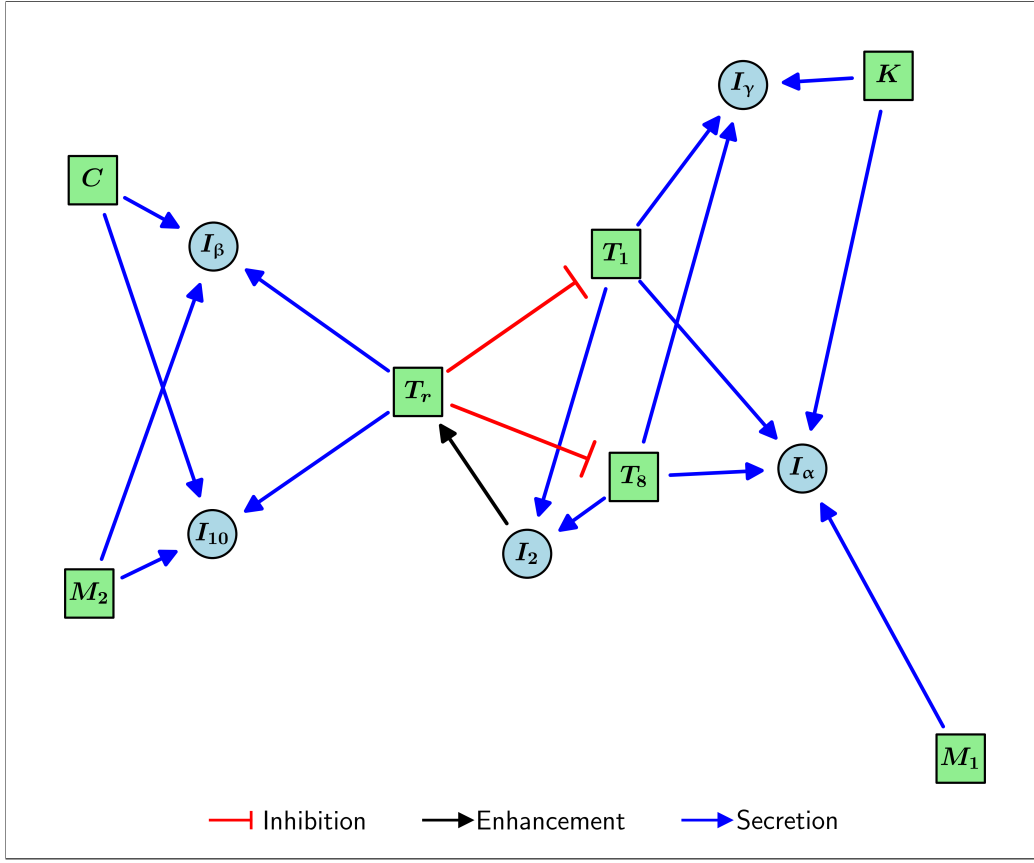 I_γ
K
C
I_β
T_1
T_r
I_α
T_8
I_10
I_2
M_2
M_1
Inhibition Enhancement Secretion